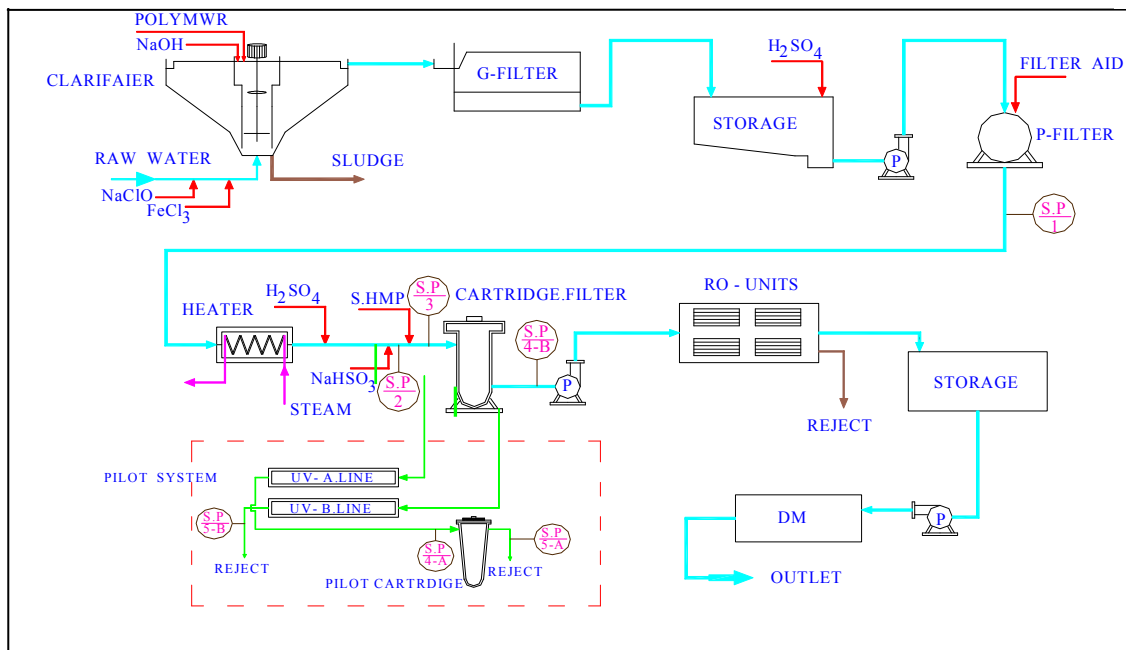 POLYMWR
NaOH
CLARIFAIER
RAW WATER
NaClO
FeCl3
SLUDGE
G-FILTER
H2SO4
STORAGE
P
FILTER AID
P-FILTER
S.P
1
HEATER
H2SO4
S.HMP
S.P
3
CARTRIDGE.FILTER
NaHSO3
S.P
2
STEAM
S.P
4-B
P
RO - UNITS
REJECT
STORAGE
PILOT SYSTEM
UV- A.LINE
UV- B.LINE
S.P
5-B
REJECT
S.P
4-A
PILOT CARTRDIGE
S.P
5-A
REJECT
DM
P
OUTLET